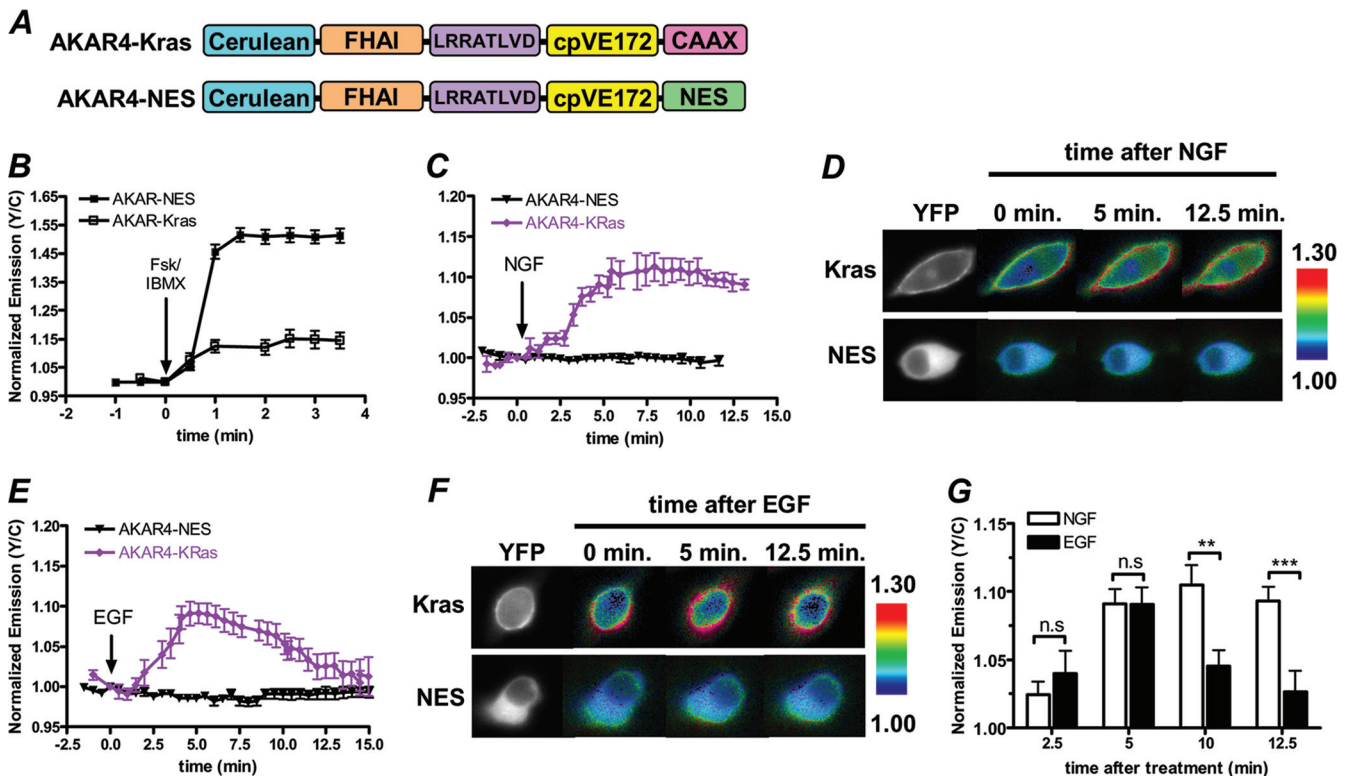 A
AKAR4-Kras Cerulean FHAI LRRATLVD cpVE172 CAAX
AKAR4-NES Cerulean FHAI LRRATLVD cpVE172 NES
B
Normalized Emission (Y/C)
1.65
1.55
1.45
1.35
1.25
1.15
1.05
0.95
AKAR-NES
AKAR-Kras
Fsk/
IBMX
-2 -1 0 1 2 3 4
time (min)
C
Normalized Emission (Y/C)
1.20
1.15
1.10
1.05
1.00
0.95
AKAR4-NES
AKAR4-KRas
NGF
-2.5 0.0 2.5 5.0 7.5 10.0 12.5 15.0
time (min)
D
time after NGF
YFP 0 min. 5 min. 12.5 min.
Kras
NES
1.30
1.00
E
Normalized Emission (Y/C)
1.20
1.15
1.10
1.05
1.00
0.95
AKAR4-NES
AKAR4-KRas
EGF
-2.5 0.0 2.5 5.0 7.5 10.0 12.5 15.0
time (min)
F
time after EGF
YFP 0 min. 5 min. 12.5 min.
Kras
NES
1.30
1.00
G
Normalized Emission (Y/C)
1.15
1.10
1.05
1.00
NGF
EGF
n.s
n.s
**
***
2.5 5 10 12.5
time after treatment (min)